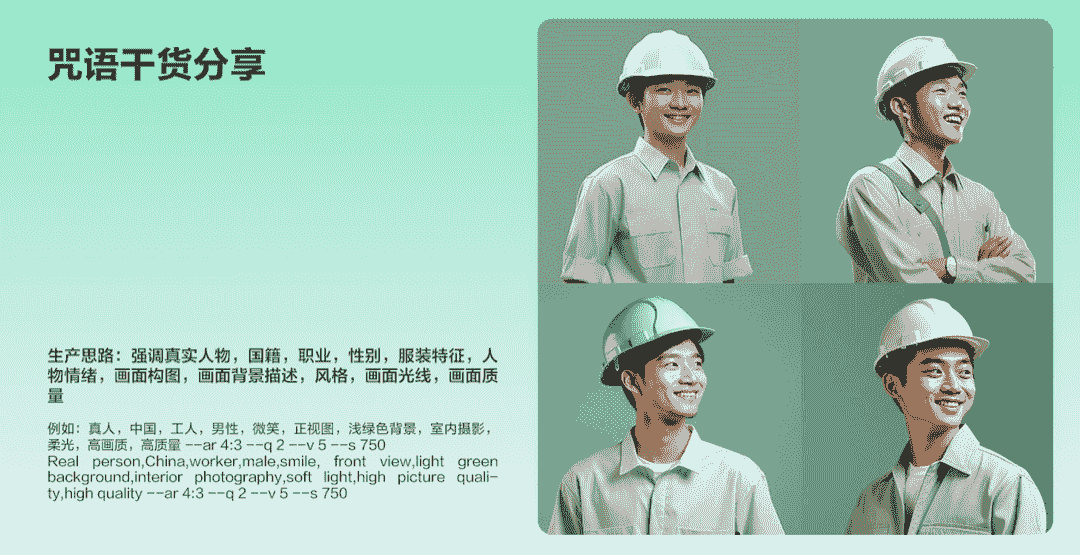 咒语干货分享
生产思路：强调真实人物，国籍，职业，性别，服装特征，人
物情绪，画面构图，画面背景描述，风格，画面光线，画面质
量
例如：真人，中国，工人，男性，微笑，正视图，浅绿色背景，室内摄影，
柔光，高画质，高质量 --ar 4:3 --q 2 --v 5 --s 750
Real person,China,worker,male,smile, front view,light green
background,interior photography,soft light,high picture quali-
ty,high quality --ar 4:3 --q 2 --v 5 --s 750